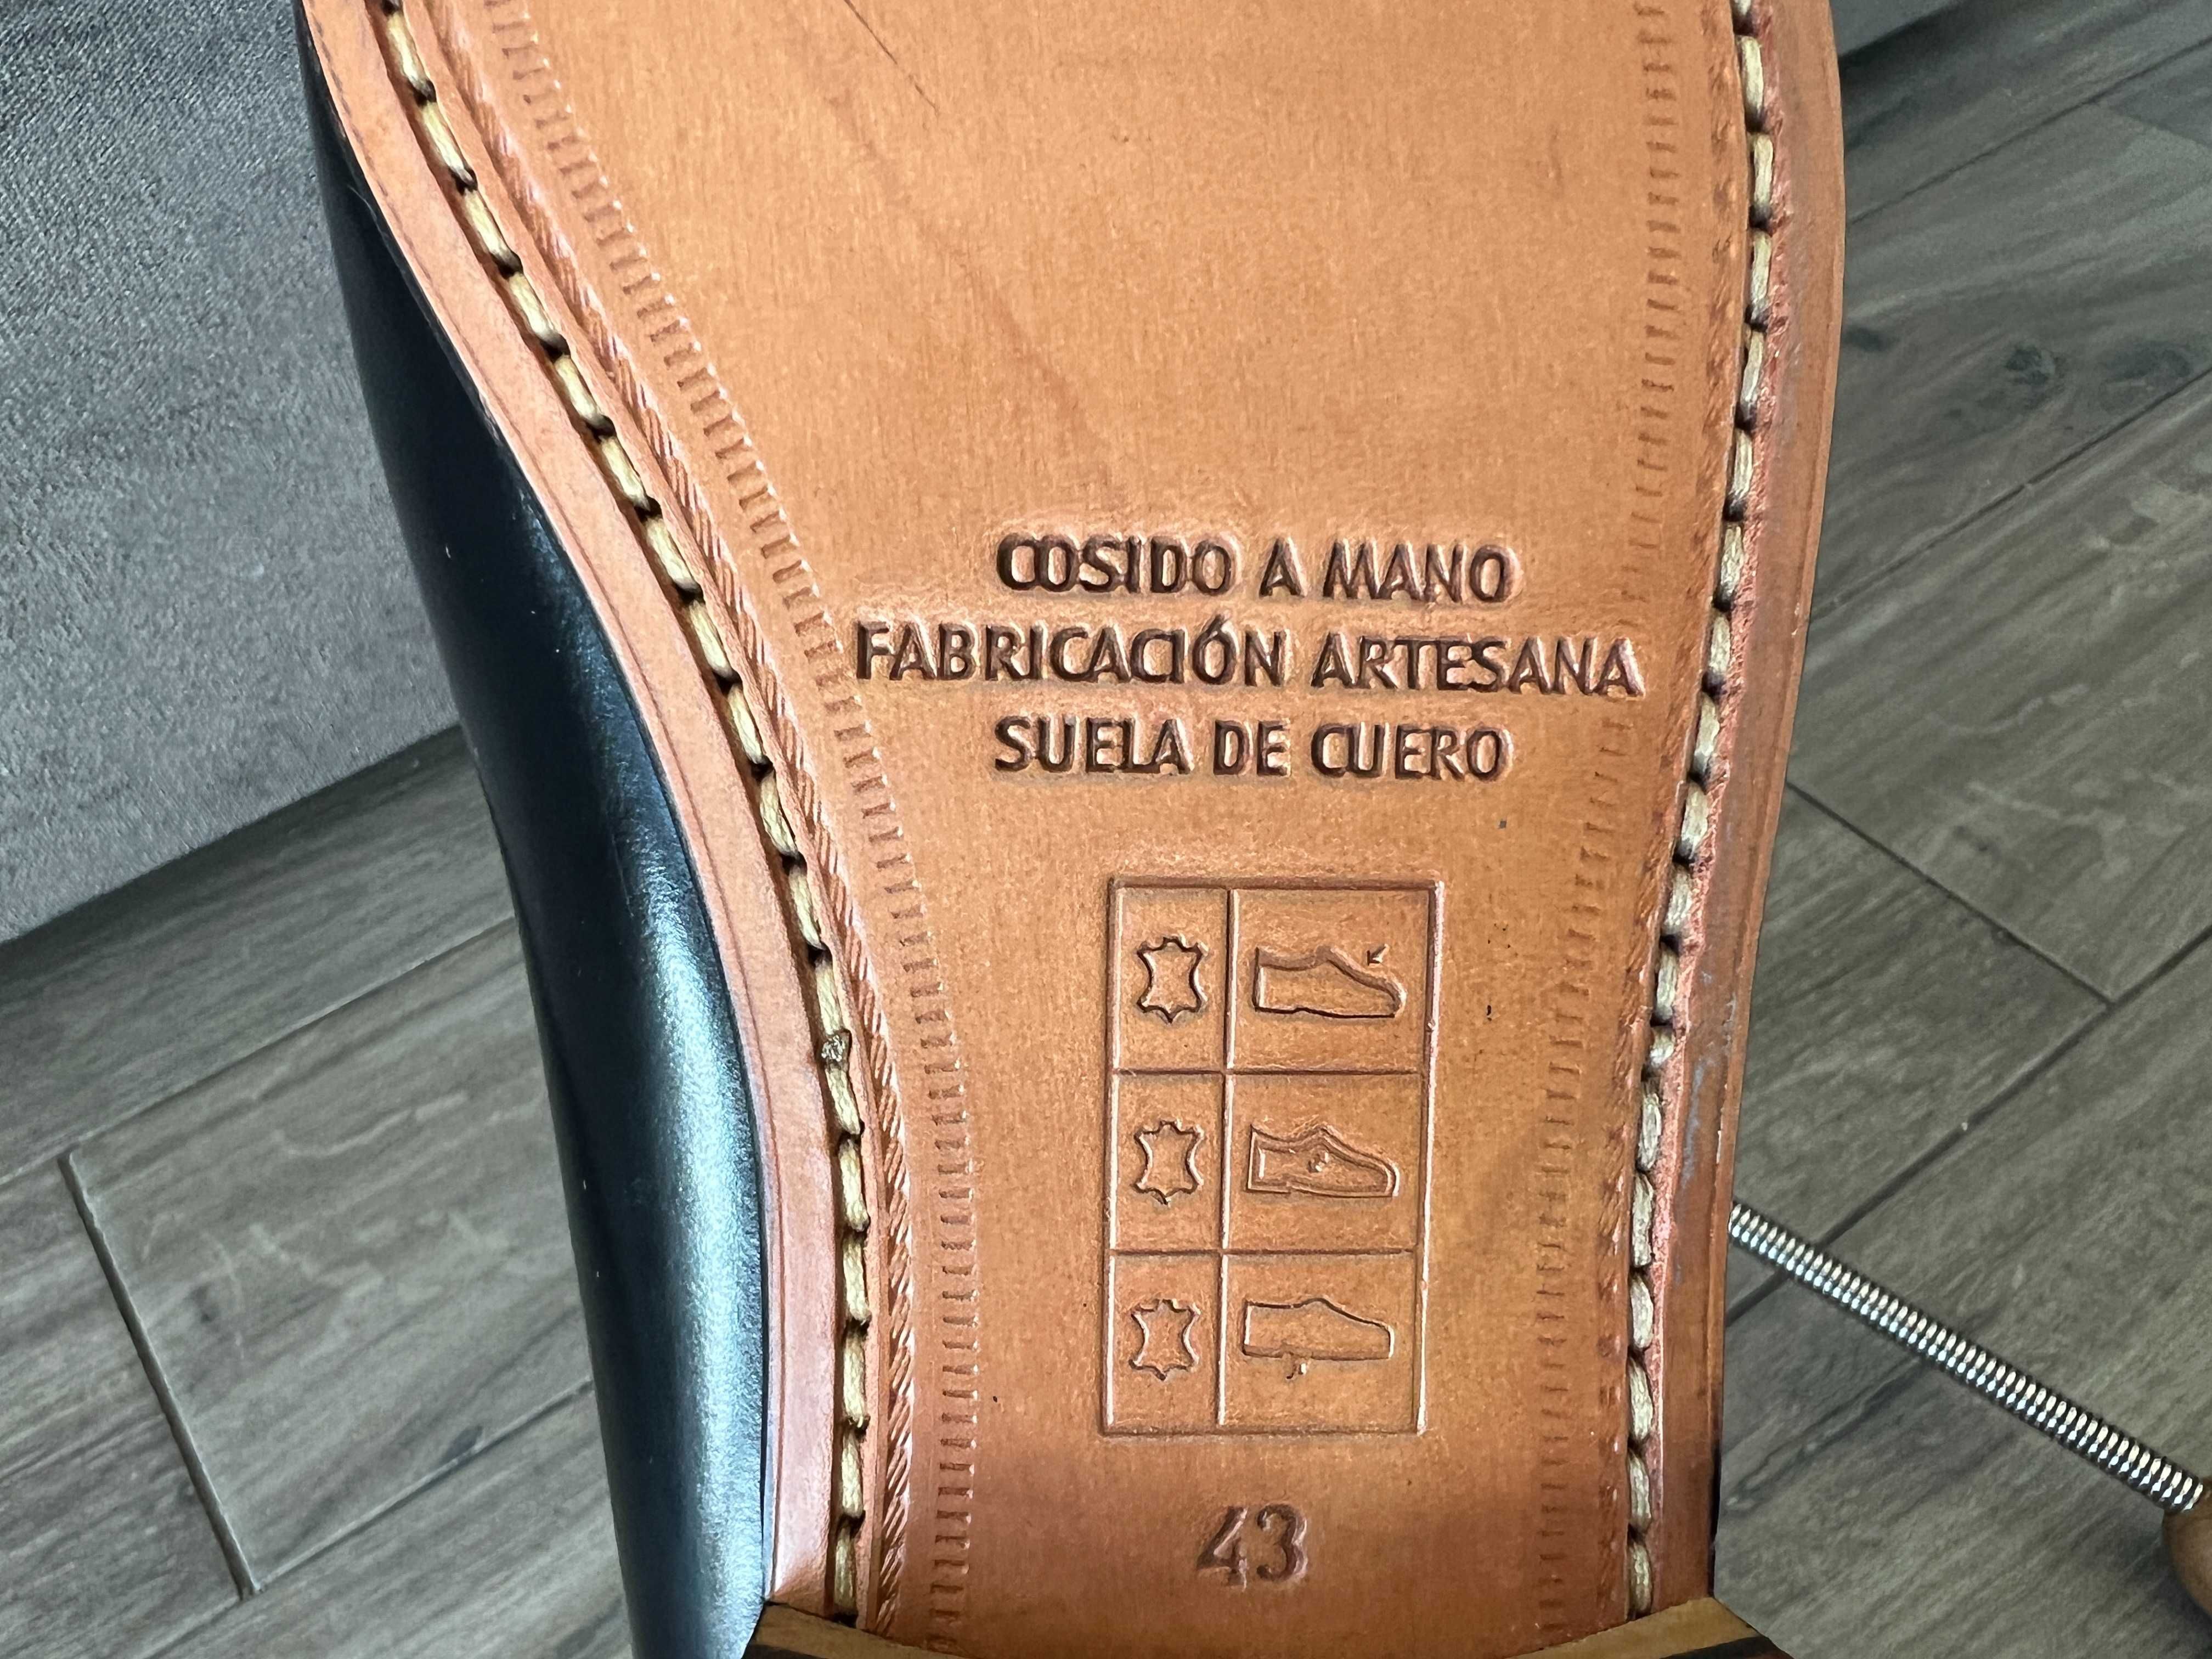 COSIDO A MANO
FABRICACIÓN ARTESANA
SUELA DE CUERO
43